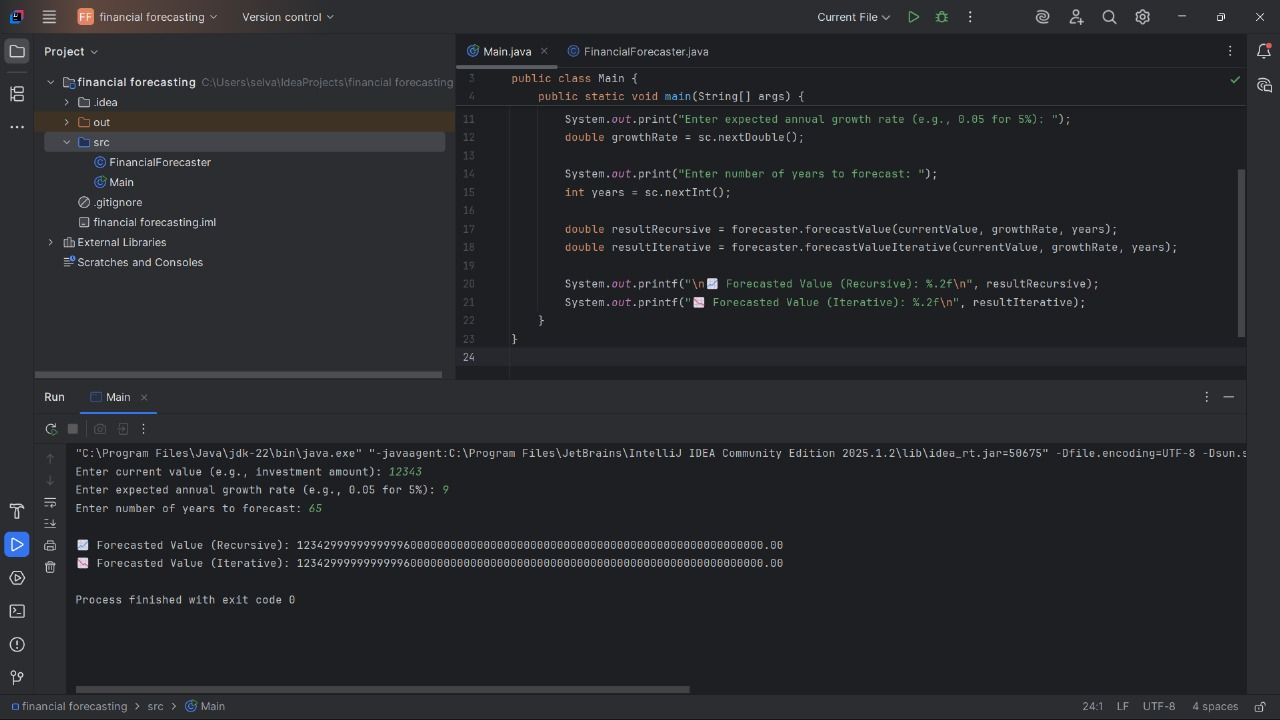 FF financial forecasting Version control Current File
Project
Main.java FinancialForecaster.java
financial forecasting C:\Users\selva\IdeaProjects\financial forecasting
.idea
out
src
FinancialForecaster
Main
.gitignore
financial forecasting.iml
External Libraries
Scratches and Consoles
3 public class Main {
4 public static void main(String[] args) {
11 System.out.print("Enter expected annual growth rate (e.g., 0.05 for 5%): ");
12 double growthRate = sc.nextDouble();
13
14 System.out.print("Enter number of years to forecast: ");
15 int years = sc.nextInt();
16
17 double resultRecursive = forecaster.forecastValue(currentValue, growthRate, years);
18 double resultIterative = forecaster.forecastValueIterative(currentValue, growthRate, years);
19
20 System.out.printf("\n📈 Forecasted Value (Recursive): %.2f\n", resultRecursive);
21 System.out.printf("📉 Forecasted Value (Iterative): %.2f\n", resultIterative);
22 }
23 }
24
Run Main
"C:\Program Files\Java\jdk-22\bin\java.exe" "-javaagent:C:\Program Files\JetBrains\IntelliJ IDEA Community Edition 2025.1.2\lib\idea_rt.jar=50675" -Dfile.encoding=UTF-8 -Dsun.s
Enter current value (e.g., investment amount): 12343
Enter expected annual growth rate (e.g., 0.05 for 5%): 9
Enter number of years to forecast: 65
📈 Forecasted Value (Recursive):
📉 Forecasted Value (Iterative):
Process finished with exit code 0
financial forecasting > src > Main 24:1 LF UTF-8 4 spaces